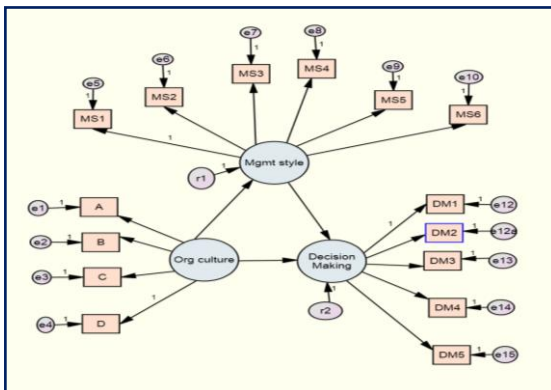 e7
e8
1
1
e6
MS3
MS4
e9
1
1
e5
MS2
e10
1
MS5
1
MS1
1
MS6
Mgmt style
1
r1
e1
1
A
DM1
1
e12
1
e2
1
B
DM2
1
e12a
Org culture
Decision
Making
DM3
1
e13
e3
1
C
1
1
r2
DM4
1
e14
e4
1
D
DM5
1
e15